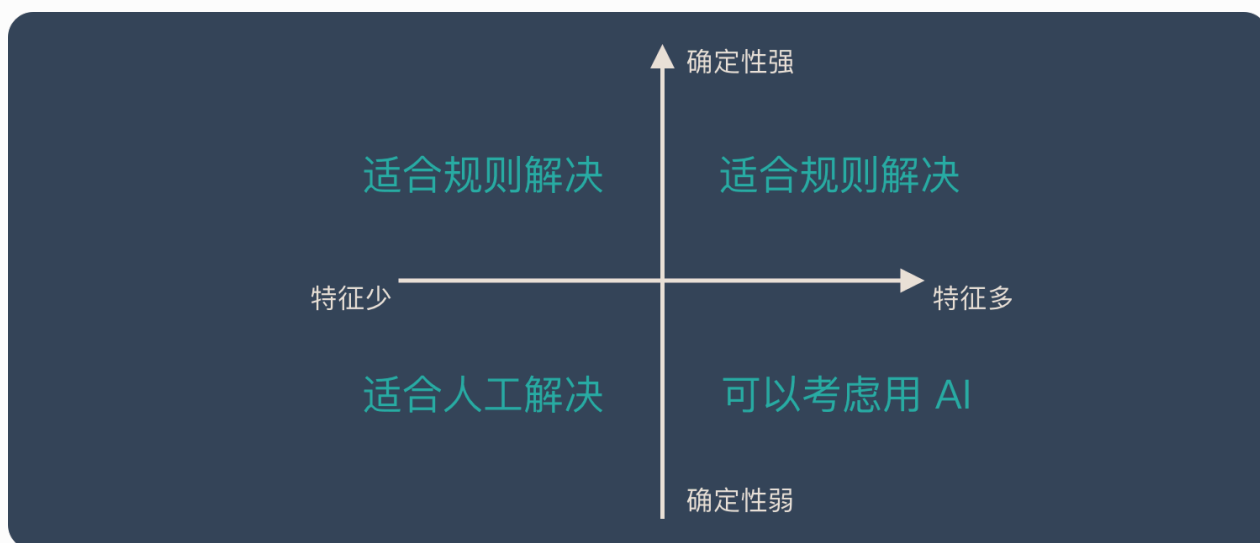 确定性强
适合规则解决
适合规则解决
特征少
特征多
适合人工解决
可以考虑用 AI
确定性弱